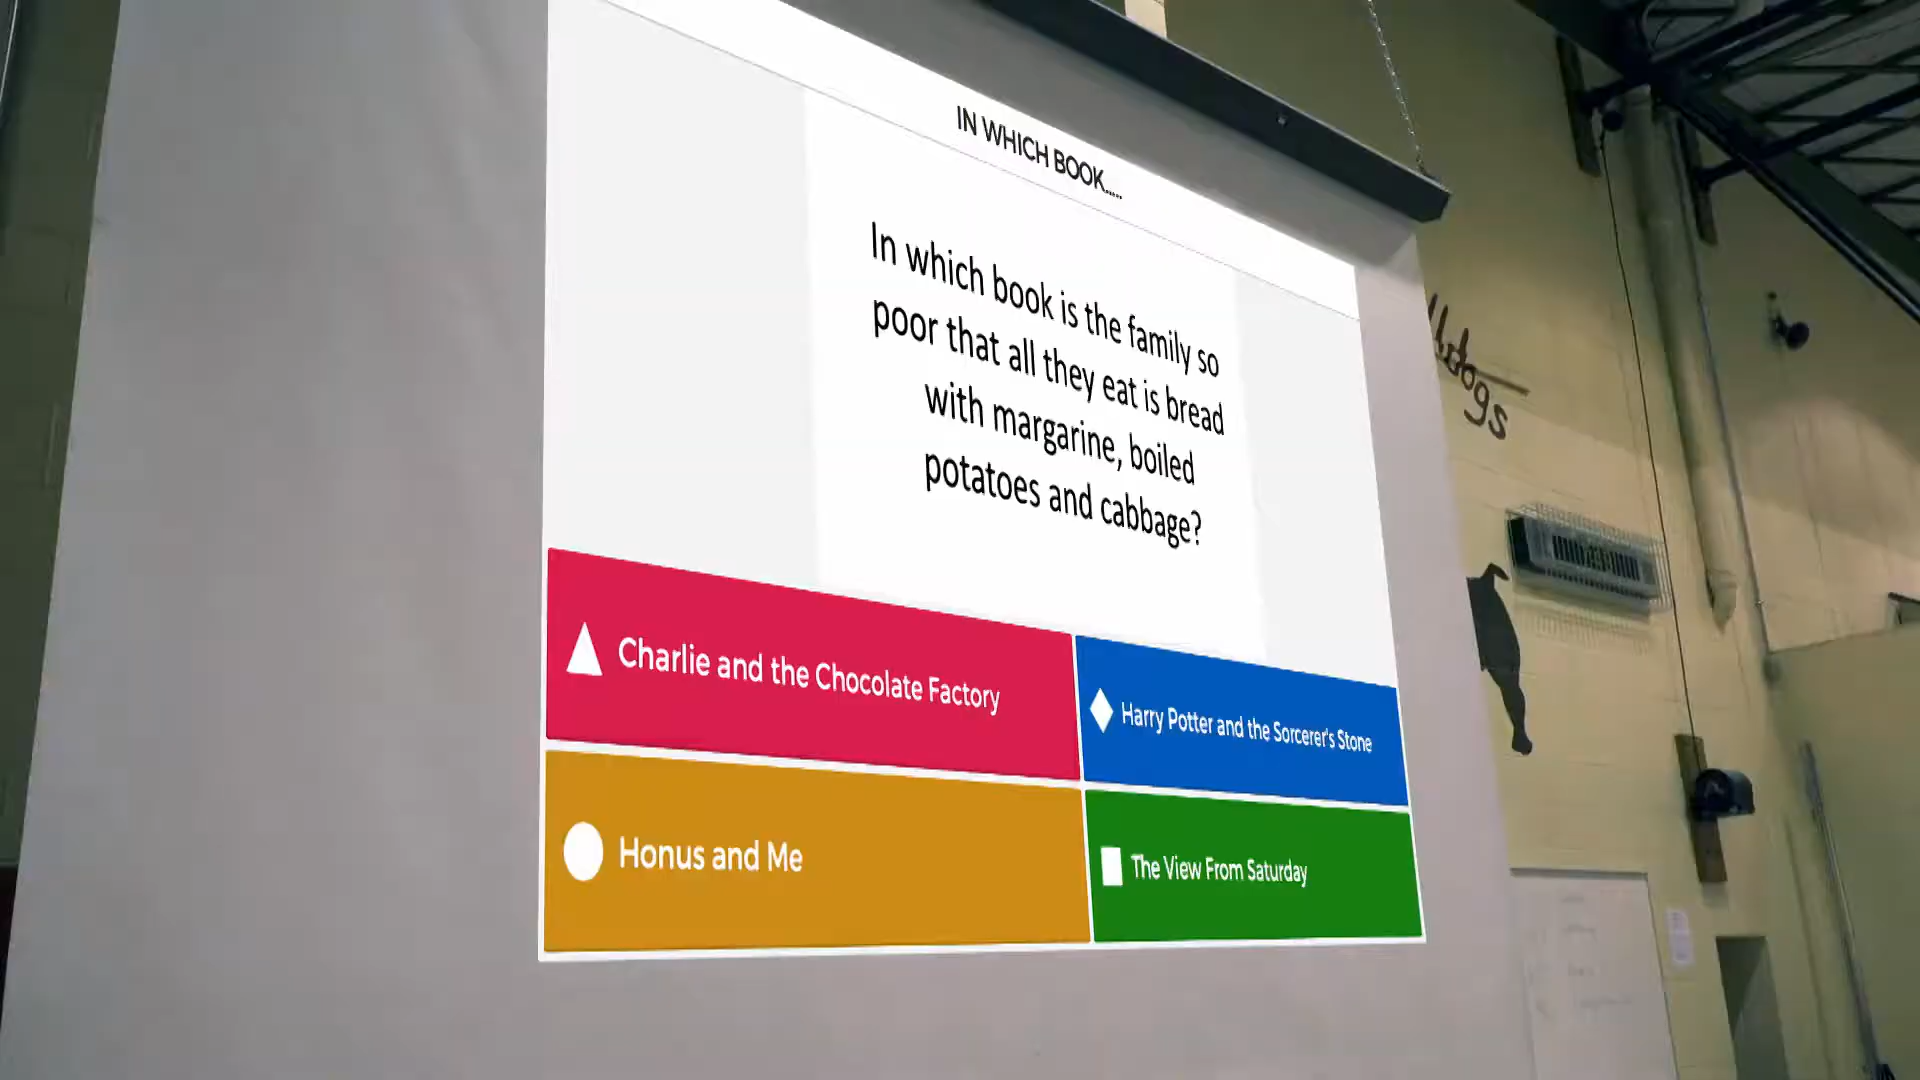 IN WHICH BOOK.....
In which book is the family so
poor that all they eat is bread
with margarine, boiled
potatoes and cabbage?
Charlie and the Chocolate Factory
Harry Potter and the Sorcerer's Stone
Honus and Me
The View From Saturday